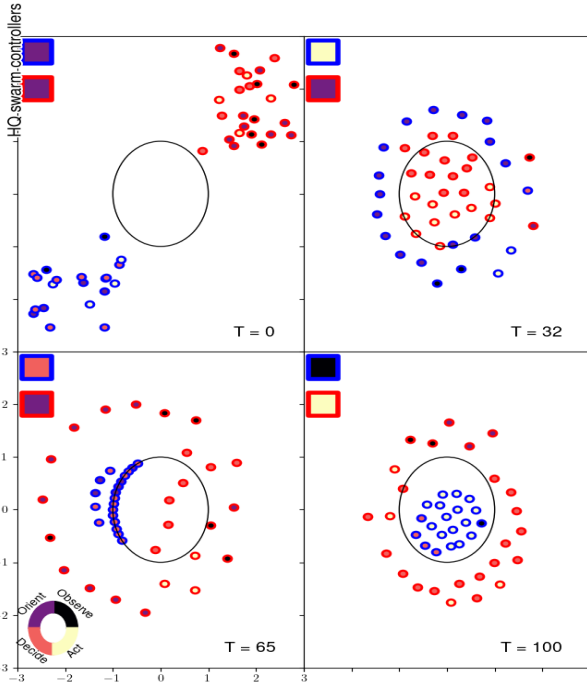 HQ-swarm-controllers
T = 0
T = 32
3
2
1
0
−1
−2
−3
Orient
Observe
Decide
Act
T = 65
T = 100
−3
−2
−1
0
1
2
3